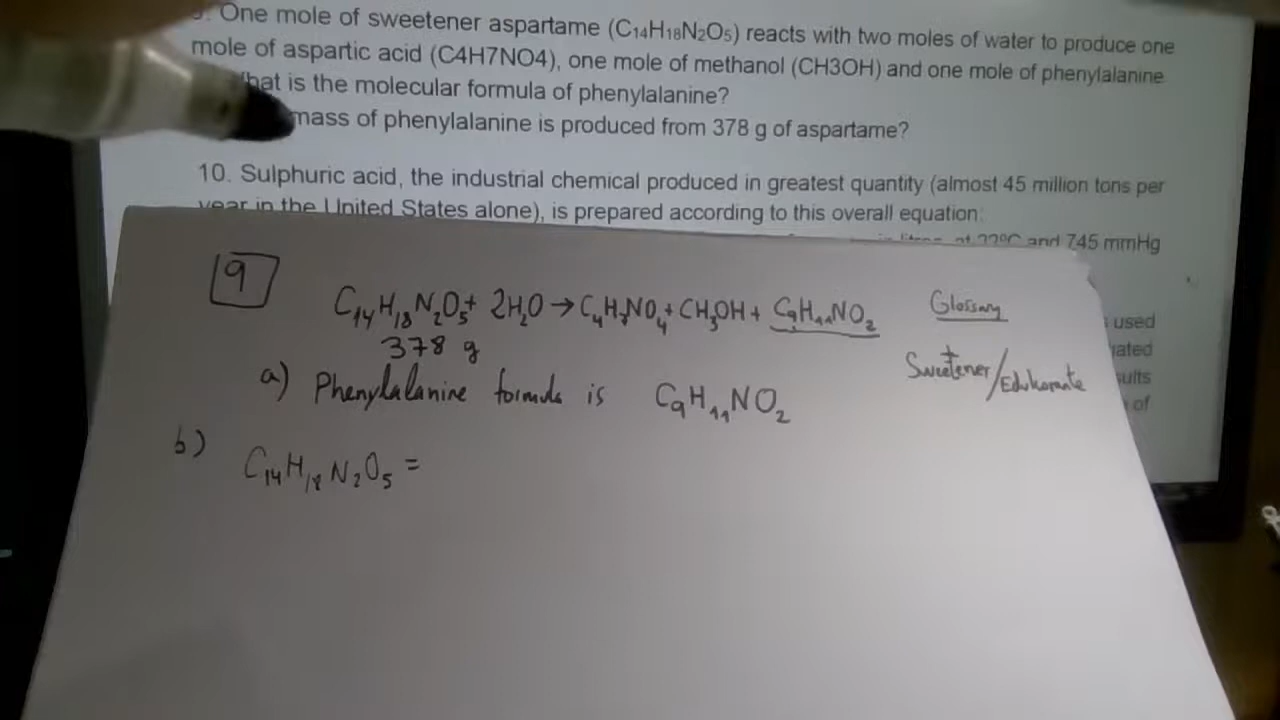 One mole of sweetener aspartame (C₁₄H₁₈N₂O₅) reacts with two moles of water to produce one
mole of aspartic acid (C4H7NO4), one mole of methanol (CH3OH) and one mole of phenylalanine
is the molecular formula of phenylalanine?
mass of phenylalanine is produced from 378 g of aspartame?
10. Sulphuric acid, the industrial chemical produced in greatest quantity (almost 45 million tons per
year in the United States alone), is prepared according to this overall equation:
at 22ºC and 745 mmHg
used
9
C₁₄H₁₈N₂O₅ + 2H₂O → C₄H₇NO₄ + CH₃OH + C₉H₁₁NO₂
Glossary
378 g
Sweetener/Edulkorante
a) Phenylalanine formula is C₉H₁₁NO₂
of
b)
C₁₄H₁₈N₂O₅ =